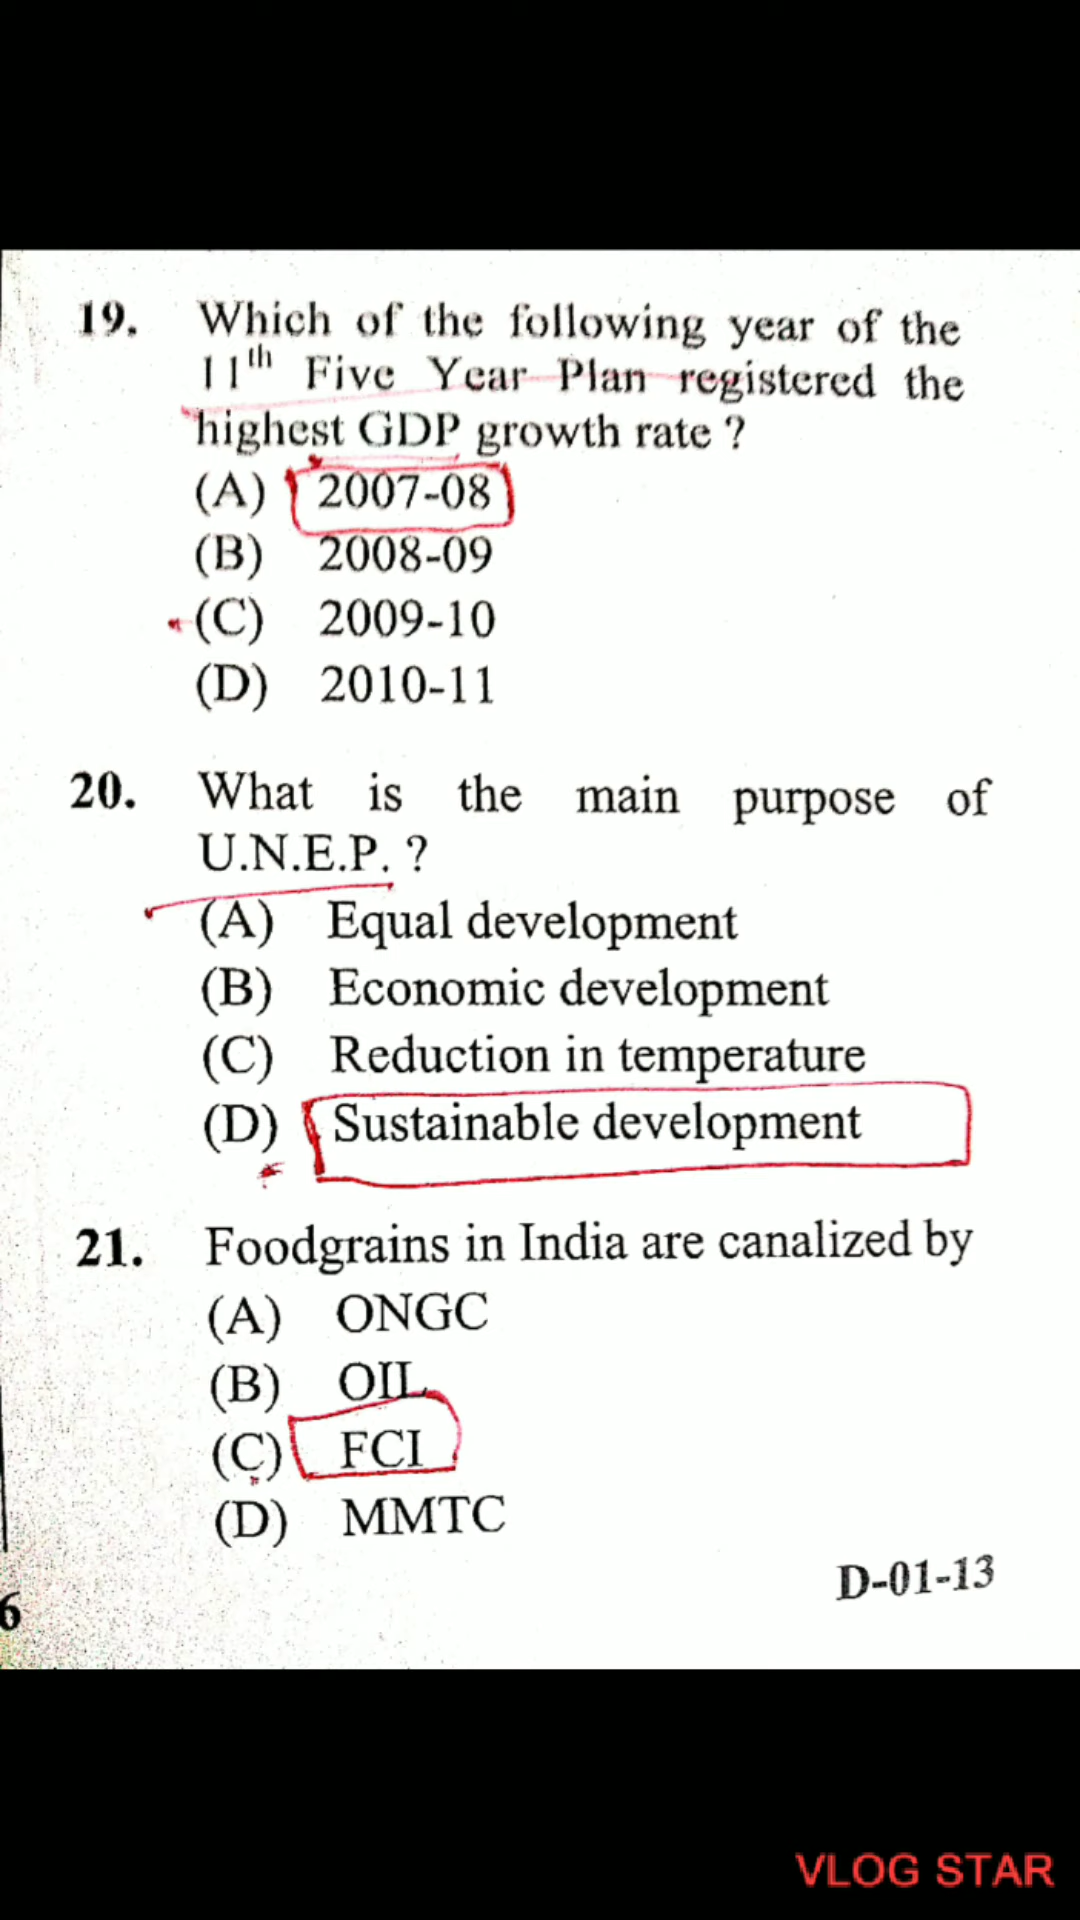 19. Which of the following year of the
11th Five Year Plan registered the
highest GDP growth rate ?
(A) 2007-08
(B) 2008-09
(C) 2009-10
(D) 2010-11
20. What is the main purpose of
U.N.E.P. ?
(A) Equal development
(B) Economic development
(C) Reduction in temperature
(D) Sustainable development
21. Foodgrains in India are canalized by
(A) ONGC
(B) OIL
(C) FCI
(D) MMTC
D-01-13
6
VLOG STAR